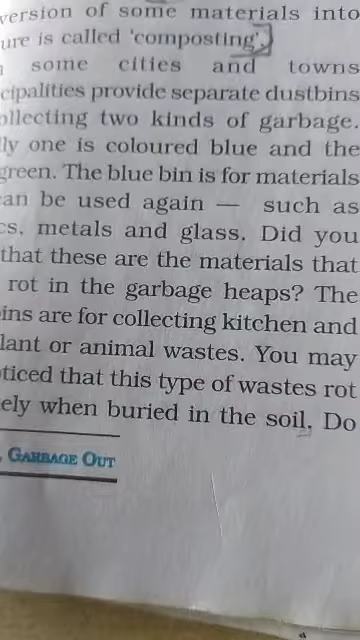 version of some materials into
ure is called 'composting'.
some cities and towns
cipalities provide separate dustbins
ollecting two kinds of garbage.
lly one is coloured blue and the
green. The blue bin is for materials
can be used again — such as
cs, metals and glass. Did you
that these are the materials that
rot in the garbage heaps? The
ins are for collecting kitchen and
lant or animal wastes. You may
ticed that this type of wastes rot
ely when buried in the soil. Do
, GARBAGE OUT